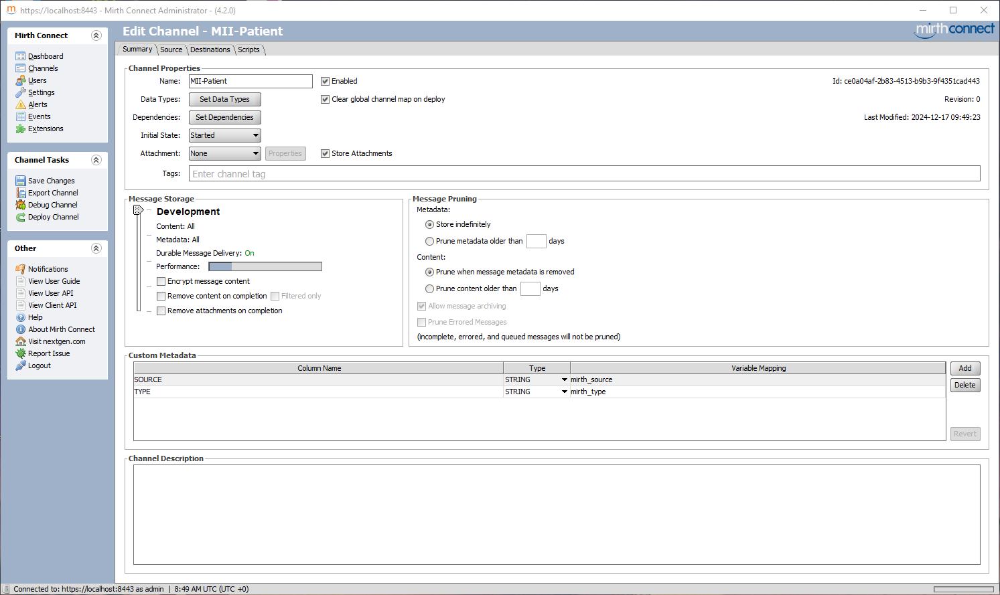 https://localhost:8443 - Mirth Connect Administrator - (4.2.0)
Mirth Connect
Dashboard
Channels
Users
Settings
Alerts
Events
Extensions
Channel Tasks
Save Changes
Export Channel
Debug Channel
Deploy Channel
Other
Notifications
View User Guide
View User API
View Client API
Help
About Mirth Connect
Visit nextgen.com
Report Issue
Logout
Edit Channel - MII-Patient
mirthconnect
Summary Source Destinations Scripts
Channel Properties
Name: MII-Patient Enabled Id: ce0a04af-2b83-4513-b9b3-9f4351cad443
Data Types: Set Data Types Clear global channel map on deploy Revision: 0
Dependencies: Set Dependencies Last Modified: 2024-12-17 09:49:23
Initial State: Started
Attachment: None Properties Store Attachments
Tags: Enter channel tag
Message Storage
Development
Content: All
Metadata: All
Durable Message Delivery: On
Performance:
Encrypt message content
Remove content on completion Filtered only
Remove attachments on completion
Message Pruning
Metadata:
Store indefinitely
Prune metadata older than days
Content:
Prune when message metadata is removed
Prune content older than days
Allow message archiving
Prune Errored Messages
(incomplete, errored, and queued messages will not be pruned)
Custom Metadata
Column Name Type Variable Mapping
SOURCE STRING mirth_source
TYPE STRING mirth_type
Add
Delete
Revert
Channel Description
Connected to: https://localhost:8443 as admin | 8:49 AM UTC (UTC +0)